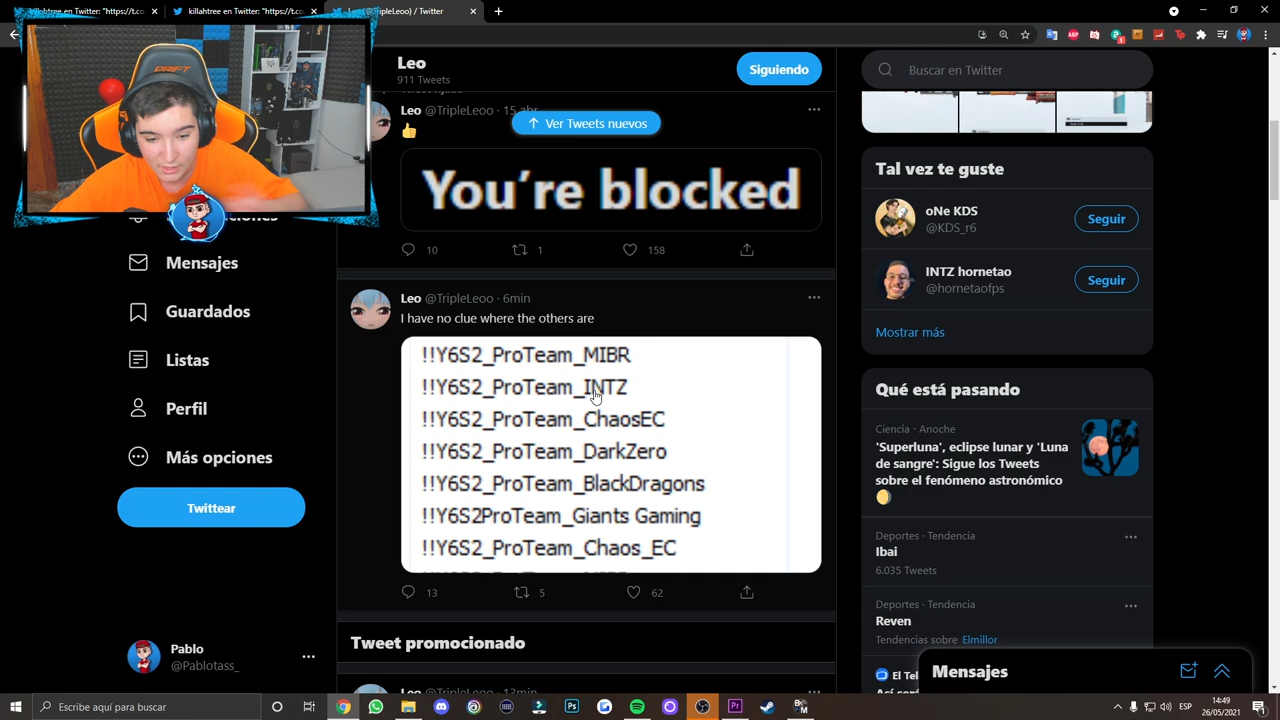 killahtree en Twitter: "https://t.co.
killahtree en Twitter: "https://t.co.
(@TripleLeoo) / Twitter
DRIFT
Mensajes
Guardados
Listas
Perfil
Más opciones
Twittear
Pablo
@Pablotass_
Leo
911 Tweets
Siguiendo
Leo @TripleLeoo · 15 abr
Ver Tweets nuevos
You're blocked
10
1
158
Leo @TripleLeoo · 6min
I have no clue where the others are
!!Y6S2_ProTeam_MIBR
!!Y6S2_ProTeam_INTZ
!!Y6S2_ProTeam_ChaosEC
!!Y6S2_ProTeam_DarkZero
!!Y6S2_ProTeam_BlackDragons
!!Y6S2ProTeam_Giants Gaming
!!Y6S2_ProTeam_Chaos_EC
13
5
62
Tweet promocionado
Leo @TripleLeoo · 13min
Buscar en Twitter
Tal vez te guste
oNe KDS
@KDS_r6
Seguir
INTZ hornetao
@hornetaofps
Seguir
Mostrar más
Qué está pasando
Ciencia · Anoche
'Superluna', eclipse lunar y 'Luna
de sangre': Sigue los Tweets
sobre el fenómeno astronómico
Deportes · Tendencia
Ibai
6.035 Tweets
Deportes · Tendencia
Reven
Tendencias sobre Elmillor
El Tel
Mensajes
Escribe aquí para buscar
ESP
14:49
26/05/2021